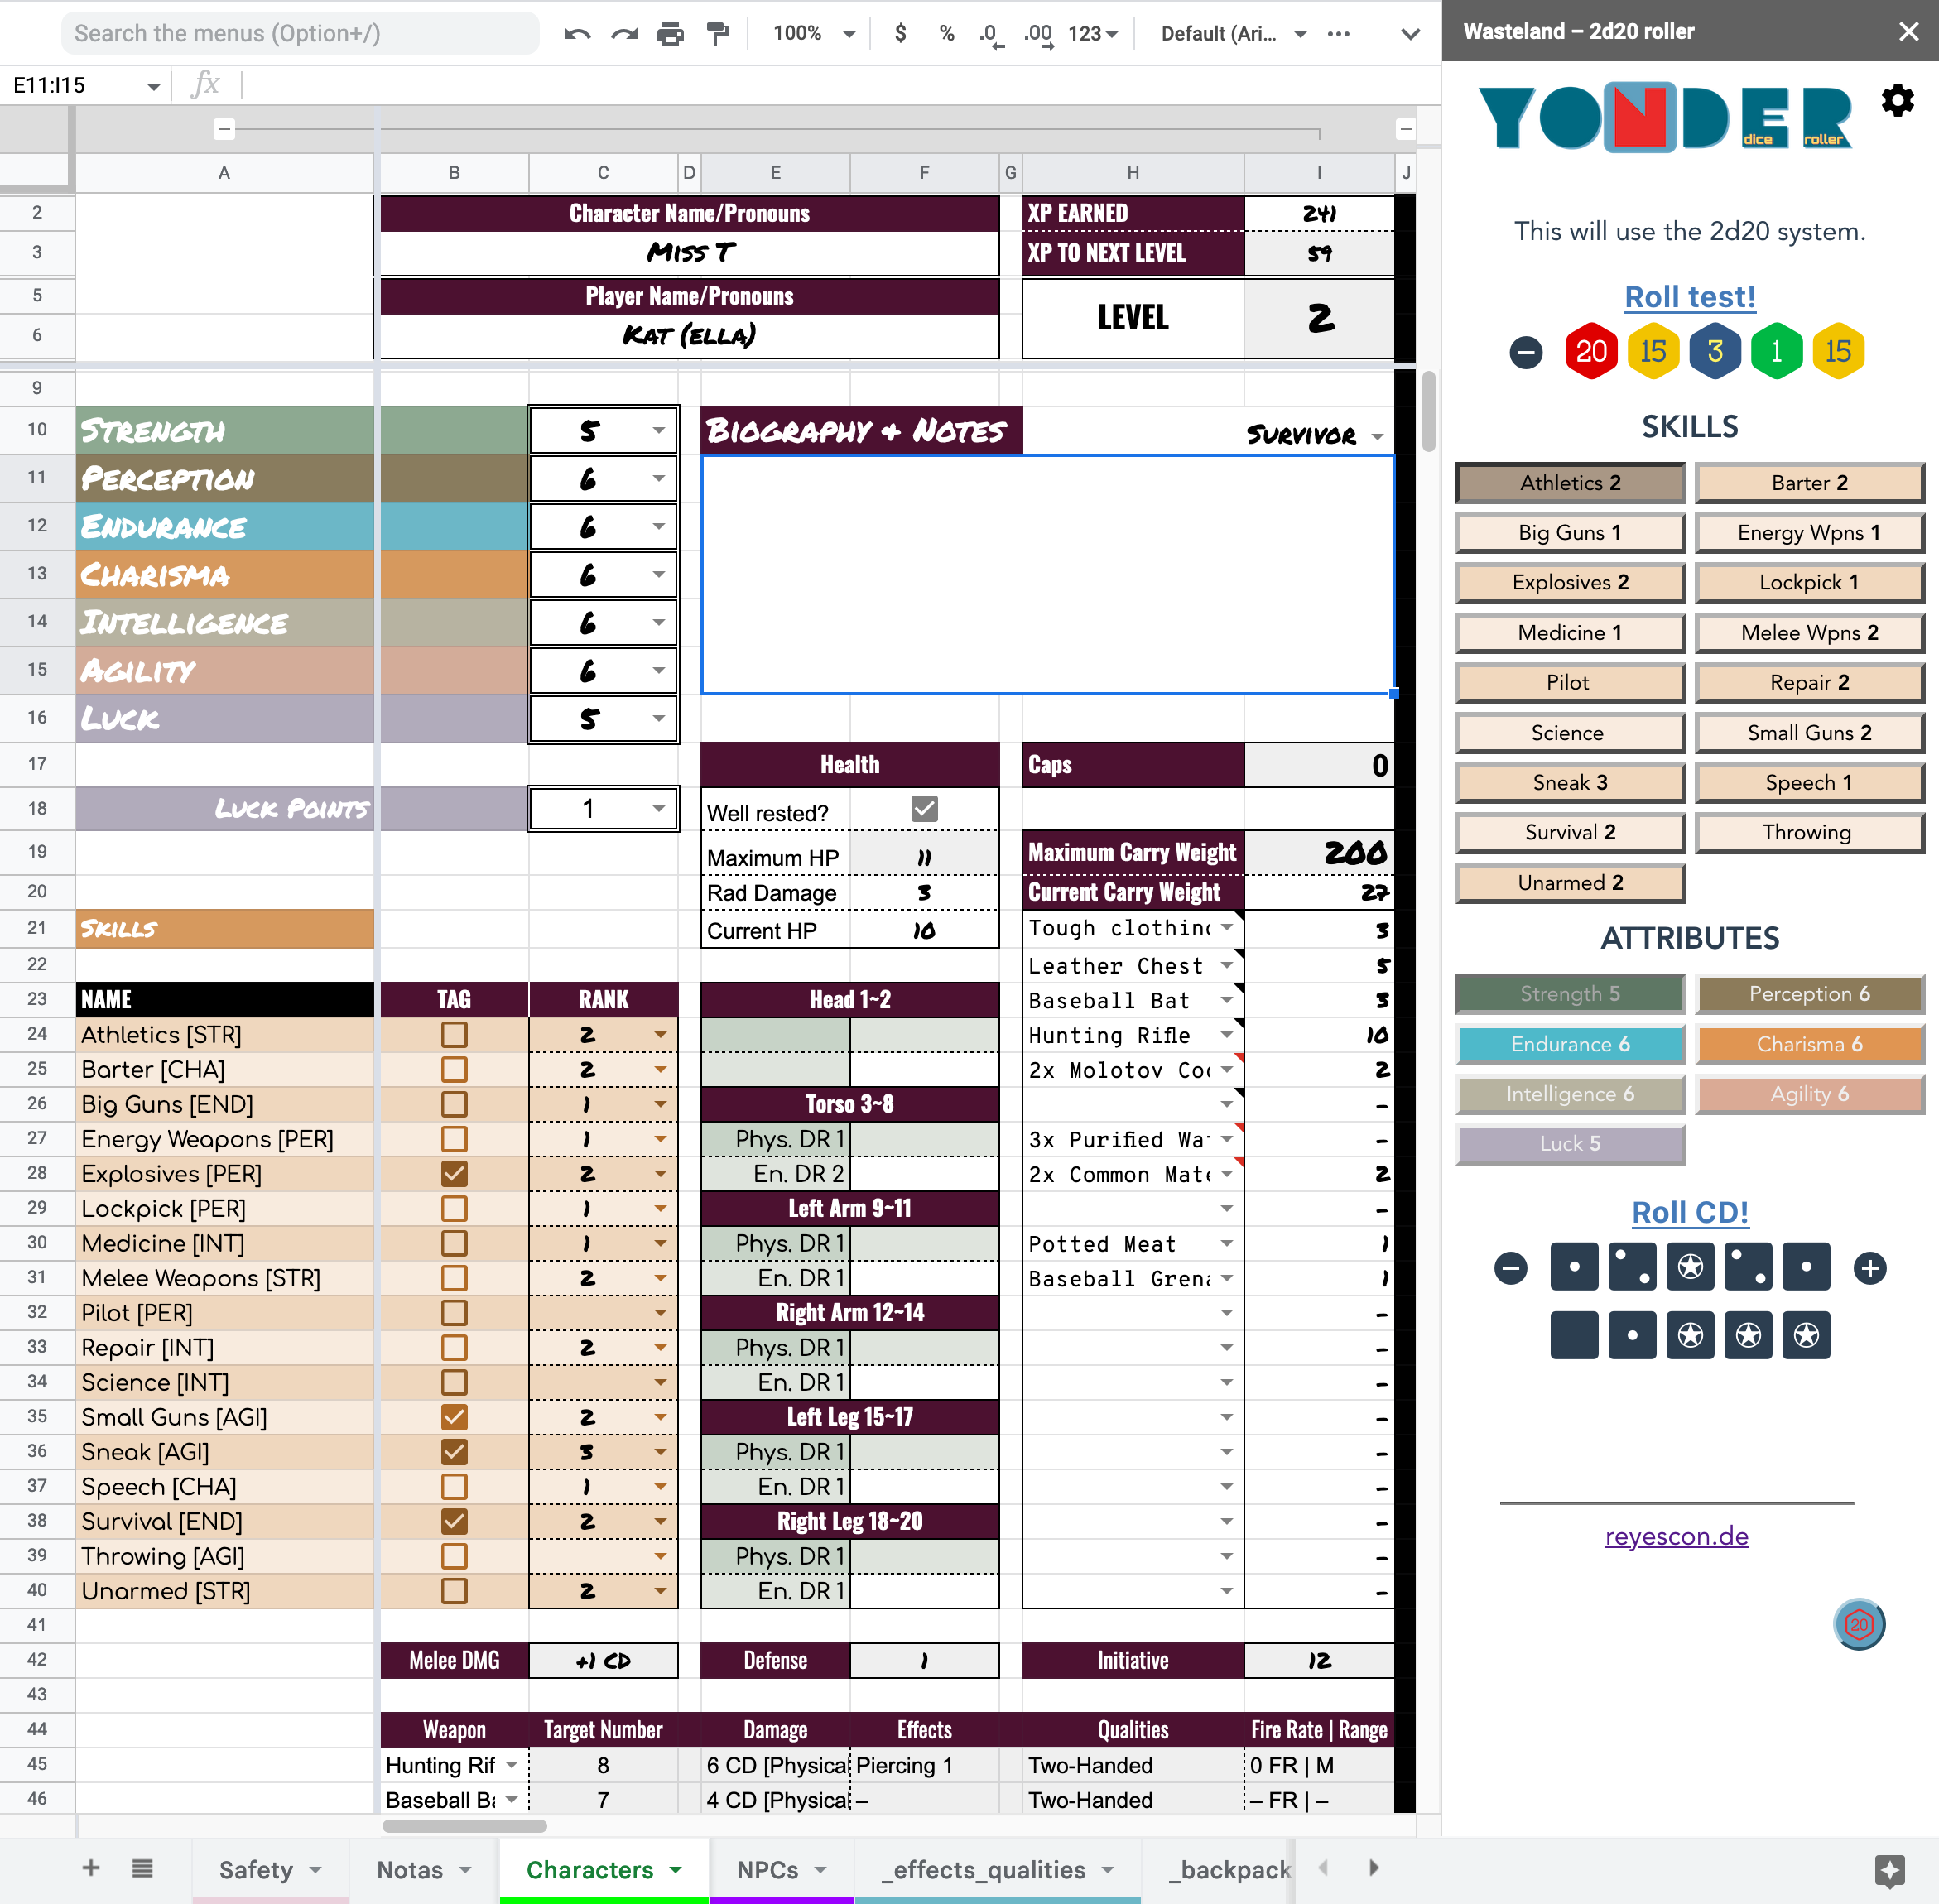 Search the menus (Option+/)
100%
$ % .0 .00 123
Default (Ari...
Wasteland – 2d20 roller
E11:I15
fx
YONDER
dice roller
A B C D E F G H I J
2 Character Name/Pronouns XP EARNED 241
3 Miss T XP TO NEXT LEVEL 59
5 Player Name/Pronouns LEVEL 2
6 Kat (ella)
9
10 Strength 5 Biography + Notes Survivor
11 Perception 6
12 Endurance 6
13 Charisma 6
14 Intelligence 6
15 Agility 6
16 Luck 5
17 Health Caps 0
18 Luck Points 1 Well rested?
19 Maximum HP 11 Maximum Carry Weight 200
20 Rad Damage 3 Current Carry Weight 27
21 Skills Current HP 10 Tough clothing 3
22 Leather Chest 5
23 NAME TAG RANK Head 1~2 Baseball Bat 3
24 Athletics [STR] 2 Hunting Rifle 10
25 Barter [CHA] 2 2x Molotov Coc 2
26 Big Guns [END] 1 Torso 3~8 –
27 Energy Weapons [PER] 1 Phys. DR 1 3x Purified Wat –
28 Explosives [PER] 2 En. DR 2 2x Common Mate 2
29 Lockpick [PER] 1 Left Arm 9~11 –
30 Medicine [INT] 1 Phys. DR 1 Potted Meat 1
31 Melee Weapons [STR] 2 En. DR 1 Baseball Grena 1
32 Pilot [PER] Right Arm 12~14 –
33 Repair [INT] 2 Phys. DR 1 –
34 Science [INT] En. DR 1 –
35 Small Guns [AGI] 2 Left Leg 15~17 –
36 Sneak [AGI] 3 Phys. DR 1 –
37 Speech [CHA] 1 En. DR 1 –
38 Survival [END] 2 Right Leg 18~20 –
39 Throwing [AGI] Phys. DR 1 –
40 Unarmed [STR] 2 En. DR 1 –
41
42 Melee DMG +1 CD Defense 1 Initiative 12
43
44 Weapon Target Number Damage Effects Qualities Fire Rate | Range
45 Hunting Rif 8 6 CD [Physical Piercing 1 Two-Handed 0 FR | M
46 Baseball Ba 7 4 CD [Physical – Two-Handed – FR | –
This will use the 2d20 system.
Roll test!
20 15 3 1 15
SKILLS
Athletics 2 Barter 2
Big Guns 1 Energy Wpns 1
Explosives 2 Lockpick 1
Medicine 1 Melee Wpns 2
Pilot Repair 2
Science Small Guns 2
Sneak 3 Speech 1
Survival 2 Throwing
Unarmed 2
ATTRIBUTES
Strength 5 Perception 6
Endurance 6 Charisma 6
Intelligence 6 Agility 6
Luck 5
Roll CD!
reyescon.de
20
Safety Notas Characters NPCs _effects_qualities _backpack